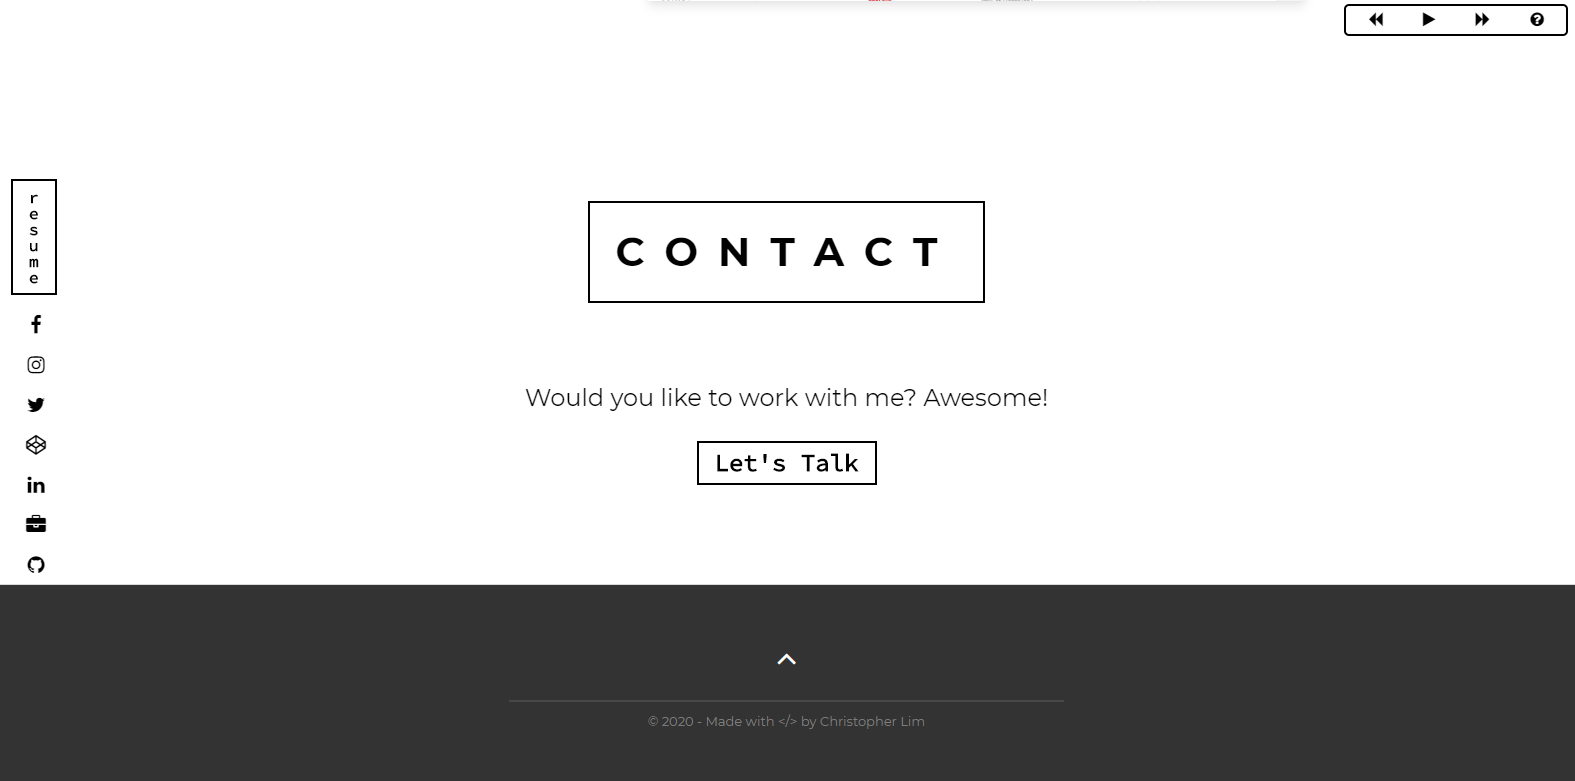 resume
CONTACT
Would you like to work with me? Awesome!
Let's Talk
© 2020 - Made with </> by Christopher Lim